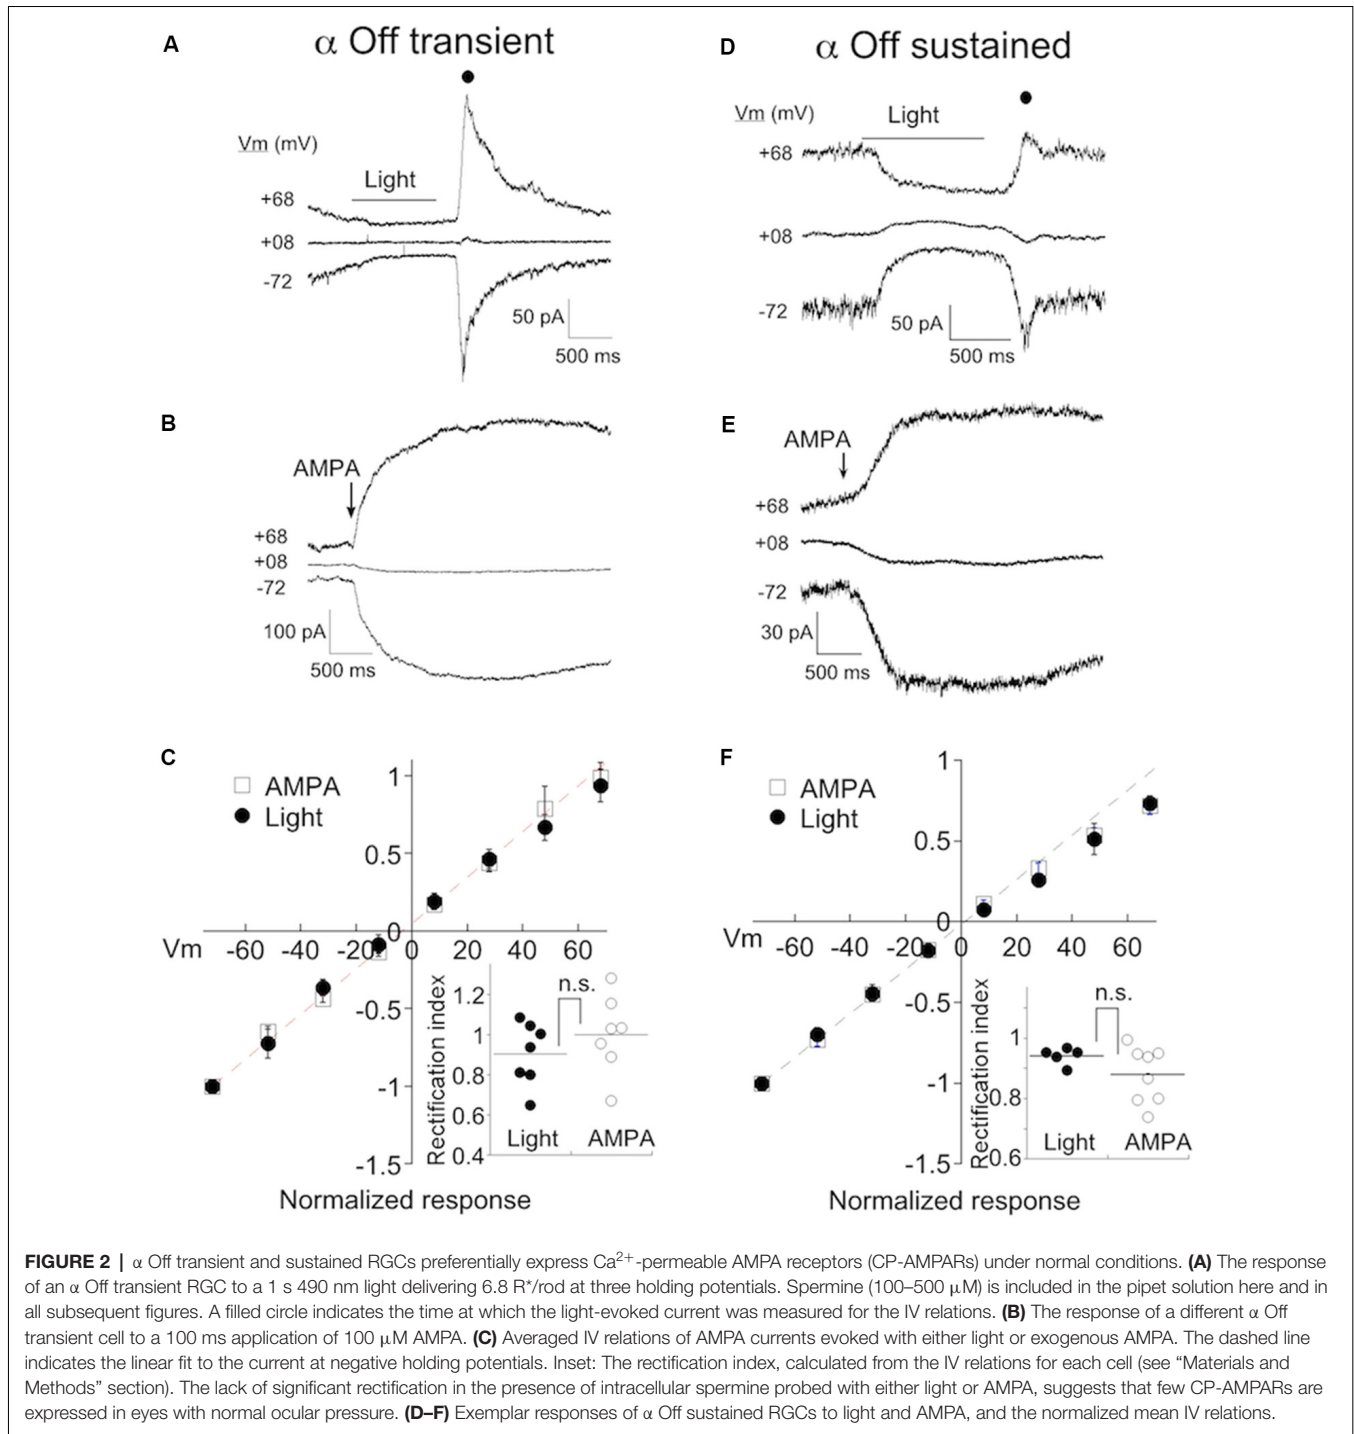 A
α Off transient
Vm (mV)
Light
+68
+08
-72
50 pA
500 ms
D
α Off sustained
Vm (mV)
Light
+68
+08
-72
50 pA
500 ms
B
AMPA
+68
+08
-72
100 pA
500 ms
E
AMPA
+68
+08
-72
30 pA
500 ms
C
AMPA
Light
1
0.5
0
-0.5
-1
-1.5
Vm
-60 -40 -20 0 20 40 60
Rectification index
1.2
1
0.8
0.6
0.4
n.s.
Light
AMPA
Normalized response
F
AMPA
Light
1
0.5
0
-0.5
-1
-1.5
Vm
-60 -40 -20 0 20 40 60
Rectification index
1
0.8
0.6
n.s.
Light
AMPA
Normalized response
FIGURE 2 | α Off transient and sustained RGCs preferentially express Ca2+-permeable AMPA receptors (CP-AMPARs) under normal conditions. (A) The response
of an α Off transient RGC to a 1 s 490 nm light delivering 6.8 R*/rod at three holding potentials. Spermine (100–500 μM) is included in the pipet solution here and in
all subsequent figures. A filled circle indicates the time at which the light-evoked current was measured for the IV relations. (B) The response of a different α Off
transient cell to a 100 ms application of 100 μM AMPA. (C) Averaged IV relations of AMPA currents evoked with either light or exogenous AMPA. The dashed line
indicates the linear fit to the current at negative holding potentials. Inset: The rectification index, calculated from the IV relations for each cell (see “Materials and
Methods” section). The lack of significant rectification in the presence of intracellular spermine probed with either light or AMPA, suggests that few CP-AMPARs are
expressed in eyes with normal ocular pressure. (D–F) Exemplar responses of α Off sustained RGCs to light and AMPA, and the normalized mean IV relations.